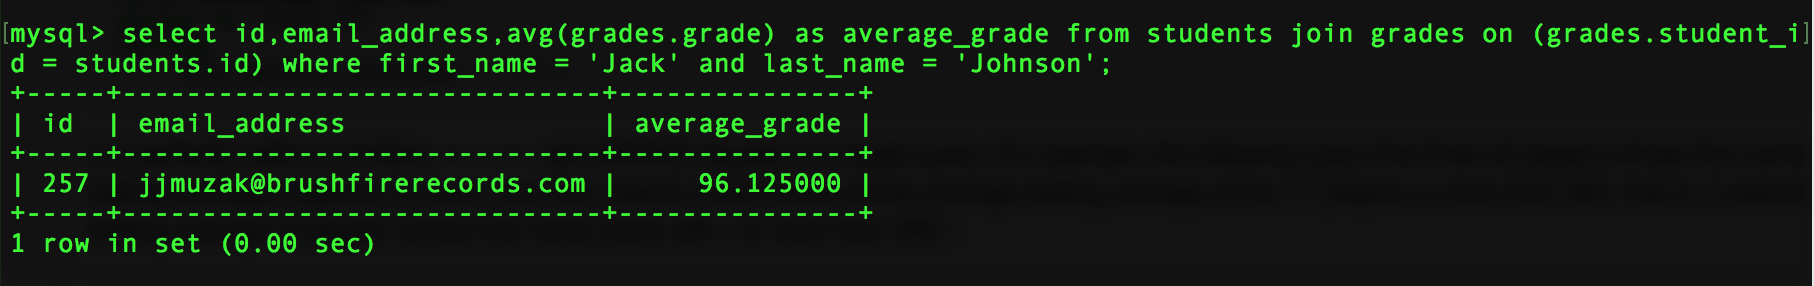 [mysql> select id,email_address,avg(grades.grade) as average_grade from students join grades on (grades.student_i]
d = students.id) where first_name = 'Jack' and last_name = 'Johnson';
+-----+------------------------------+---------------+
| id  | email_address                | average_grade |
+-----+------------------------------+---------------+
| 257 | jjmuzak@brushfirerecords.com |     96.125000 |
+-----+------------------------------+---------------+
1 row in set (0.00 sec)